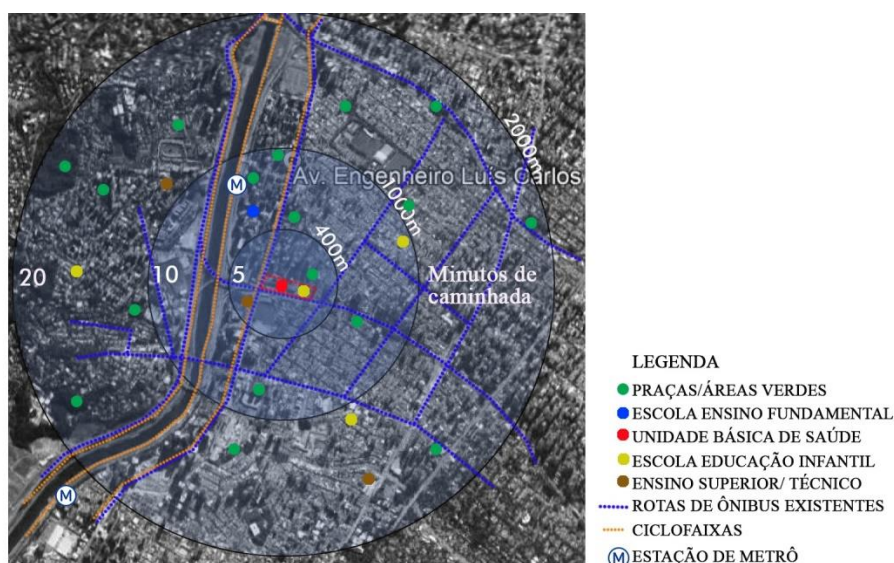 Av. Engenheiro Luís Carlos
2000m
1000m
400m
20
10
5
Minutos de
caminhada
M
M
LEGENDA
PRAÇAS/ÁREAS VERDES
ESCOLA ENSINO FUNDAMENTAL
UNIDADE BÁSICA DE SAÚDE
ESCOLA EDUCAÇÃO INFANTIL
ENSINO SUPERIOR/ TÉCNICO
ROTAS DE ÔNIBUS EXISTENTES
CICLOFAIXAS
M ESTAÇÃO DE METRÔ